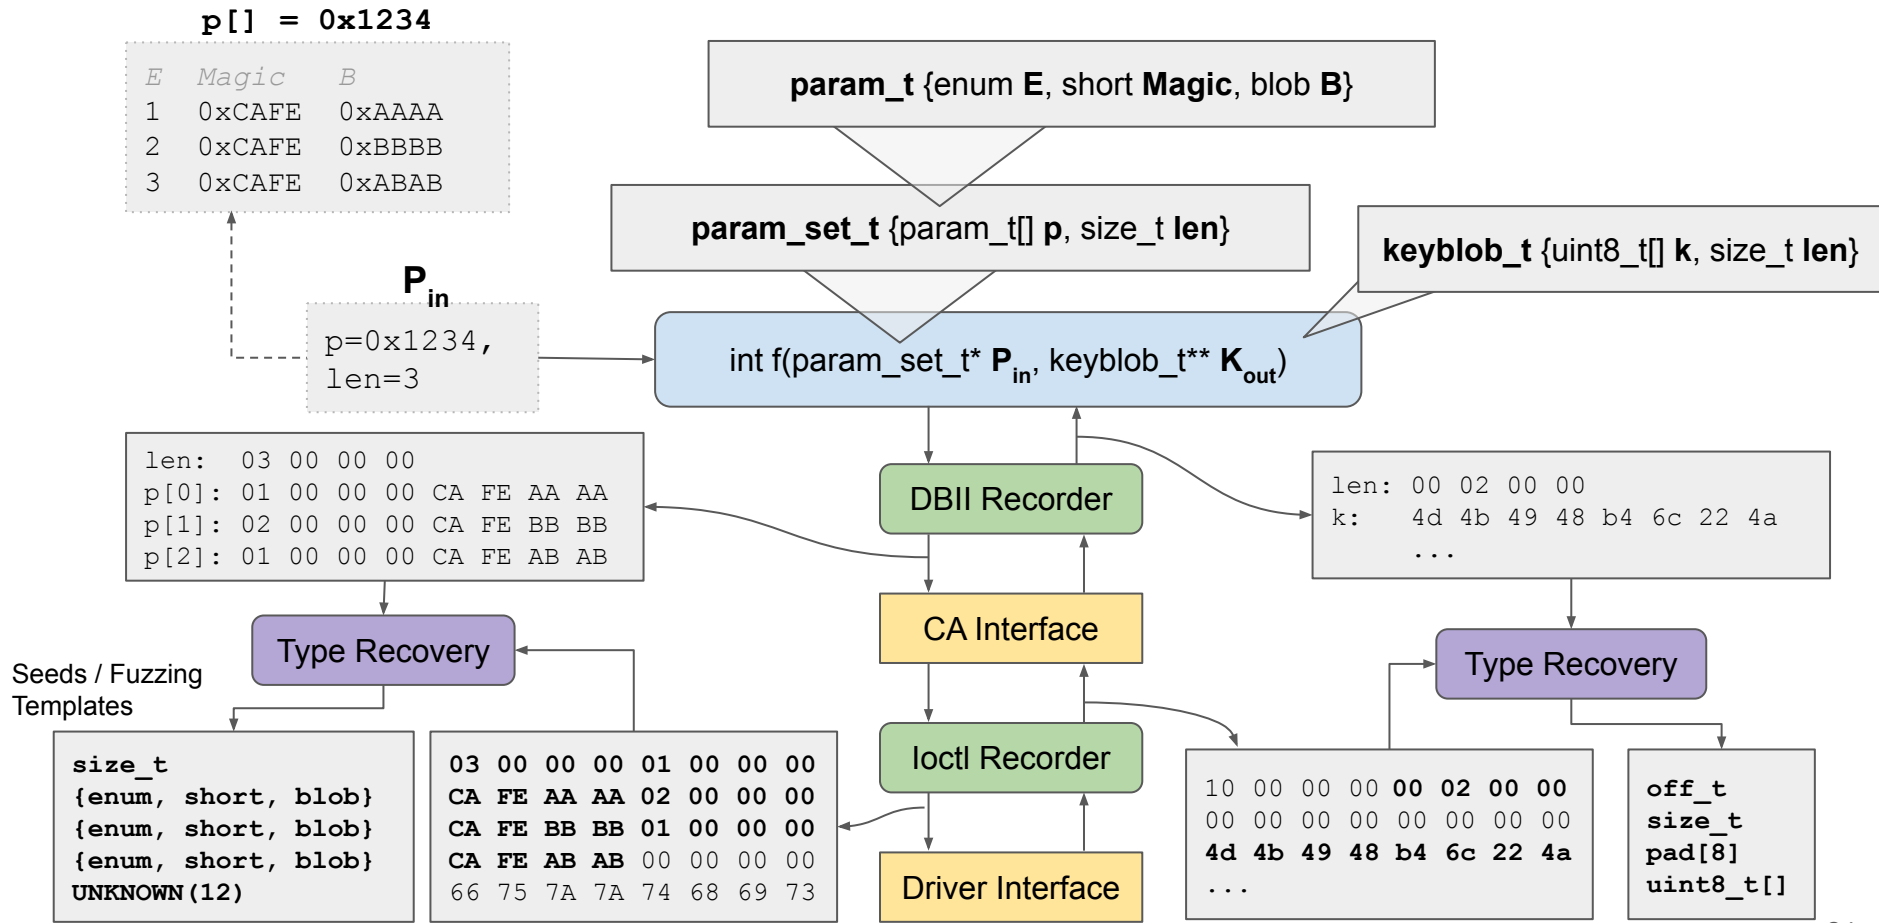 p[] = 0x1234
E Magic B
1 0xCAFE 0xAAAA
2 0xCAFE 0xBBBB
3 0xCAFE 0xABAB
param_t {enum E, short Magic, blob B}
param_set_t {param_t[] p, size_t len}
keyblob_t {uint8_t[] k, size_t len}
Pin
p=0x1234,
len=3
int f(param_set_t* Pin, keyblob_t** Kout)
len: 03 00 00 00
p[0]: 01 00 00 00 CA FE AA AA
p[1]: 02 00 00 00 CA FE BB BB
p[2]: 01 00 00 00 CA FE AB AB
DBII Recorder
len: 00 02 00 00
k: 4d 4b 49 48 b4 6c 22 4a
...
CA Interface
Type Recovery
Type Recovery
Seeds / Fuzzing
Templates
size_t
{enum, short, blob}
{enum, short, blob}
{enum, short, blob}
UNKNOWN(12)
03 00 00 00 01 00 00 00
CA FE AA AA 02 00 00 00
CA FE BB BB 01 00 00 00
CA FE AB AB 00 00 00 00
66 75 7A 7A 74 68 69 73
Ioctl Recorder
Driver Interface
10 00 00 00 00 02 00 00
00 00 00 00 00 00 00 00
4d 4b 49 48 b4 6c 22 4a
...
off_t
size_t
pad[8]
uint8_t[]